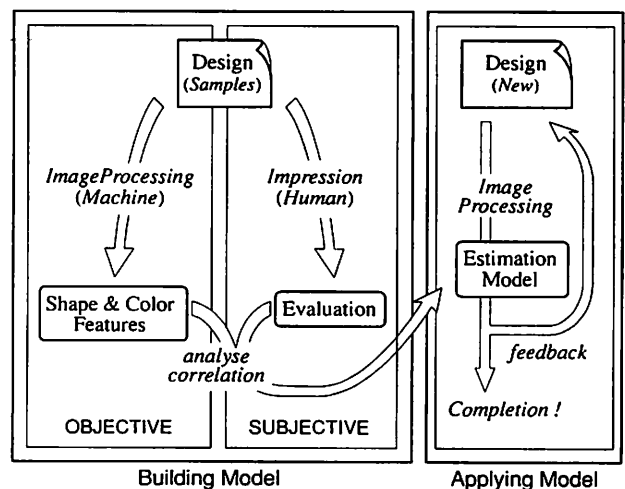 Design
(Samples)
ImageProcessing
(Machine)
Impression
(Human)
Shape & Color
Features
Evaluation
analyse
correlation
OBJECTIVE
SUBJECTIVE
Building Model
Design
(New)
Image
Processing
Estimation
Model
feedback
Completion !
Applying Model